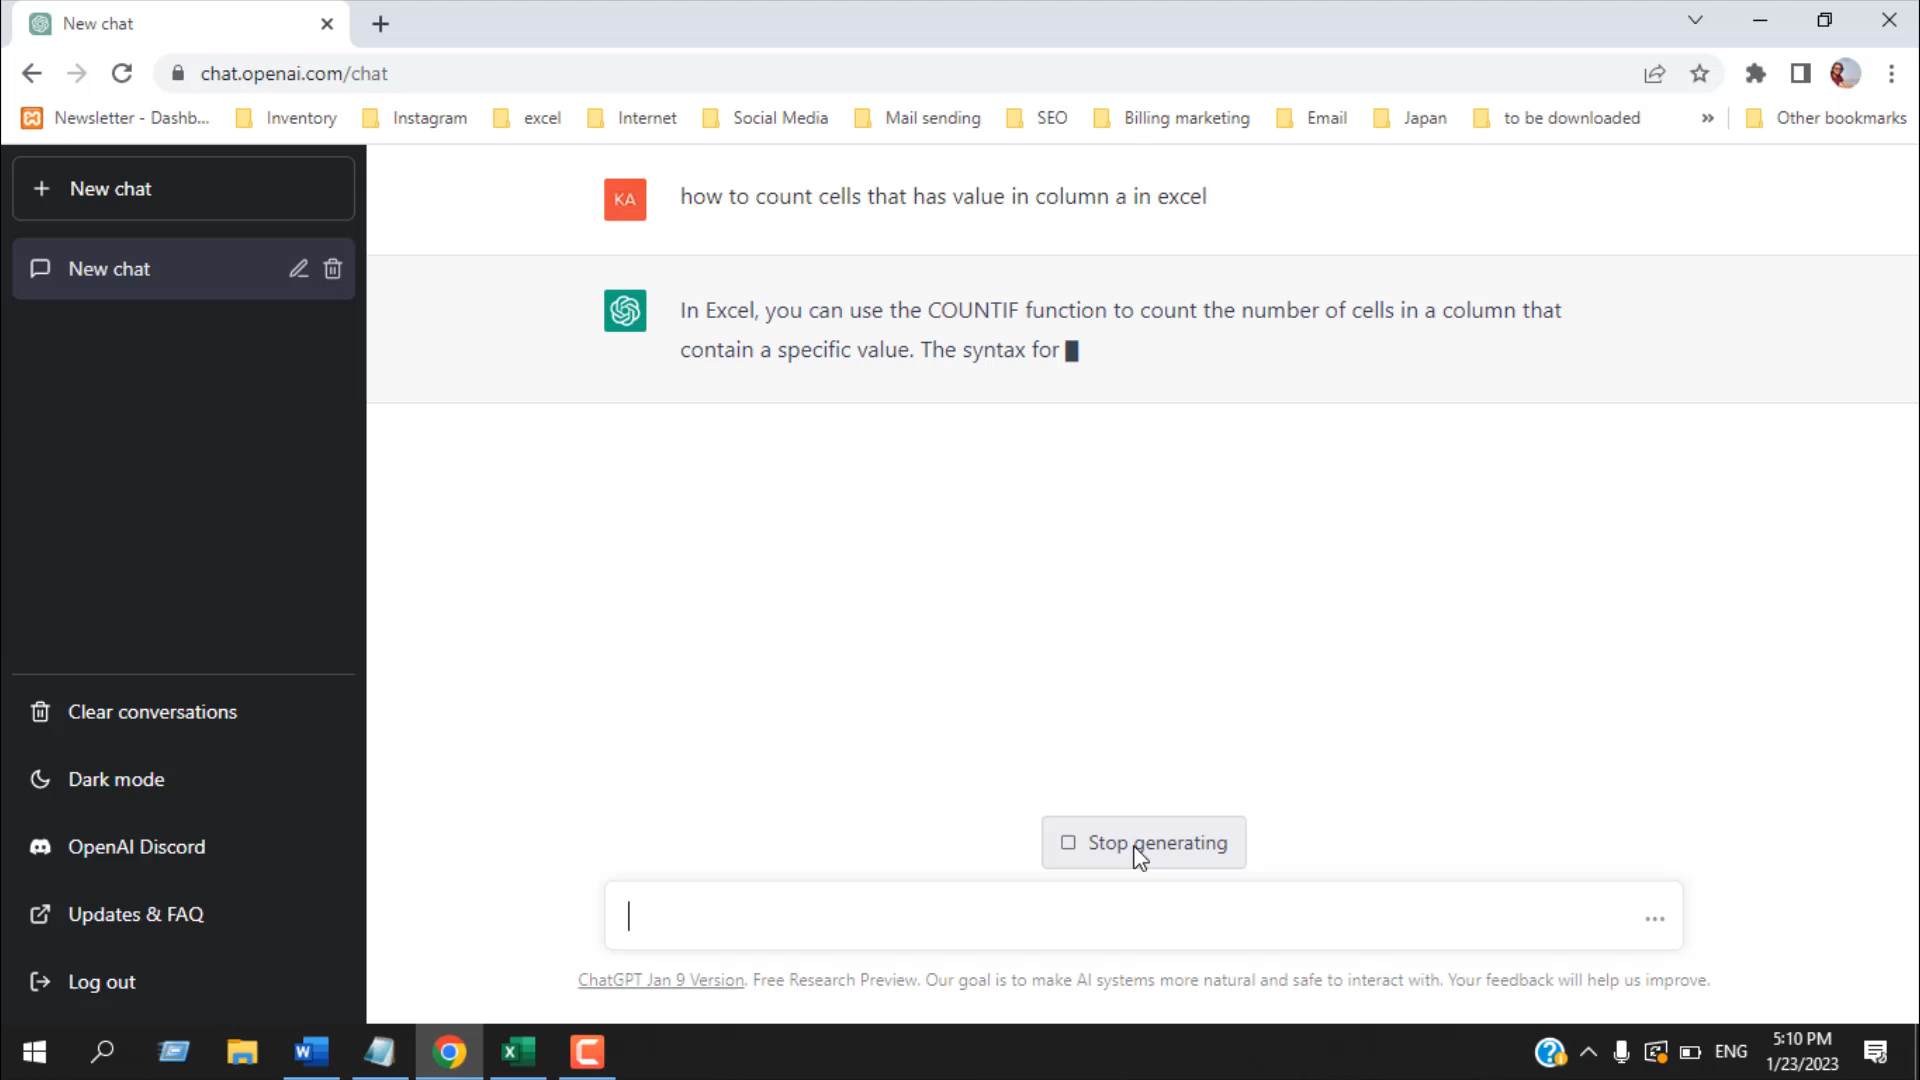 New chat
chat.openai.com/chat
Newsletter - Dashb...
Inventory
Instagram
excel
Internet
Social Media
Mail sending
SEO
Billing marketing
Email
Japan
to be downloaded
»
Other bookmarks
+ New chat
New chat
Clear conversations
Dark mode
OpenAI Discord
Updates & FAQ
Log out
KA
how to count cells that has value in column a in excel
In Excel, you can use the COUNTIF function to count the number of cells in a column that
contain a specific value. The syntax for
Stop generating
ChatGPT Jan 9 Version. Free Research Preview. Our goal is to make AI systems more natural and safe to interact with. Your feedback will help us improve.
ENG
5:10 PM
1/23/2023